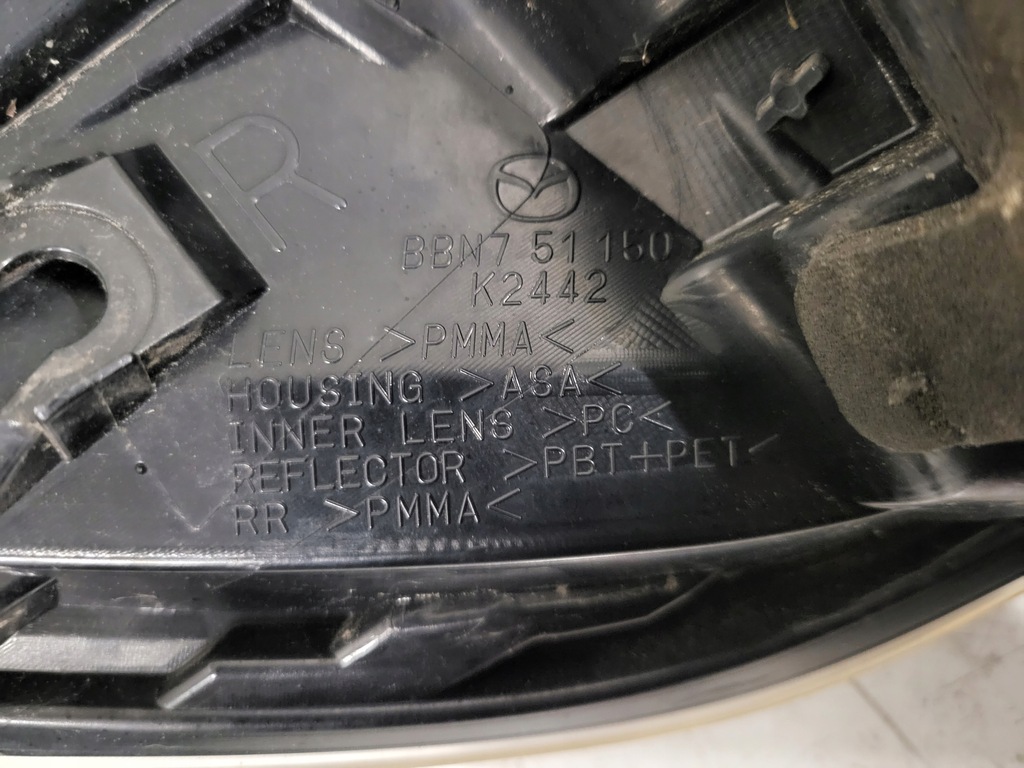 R
BBN7 51 150
K2442
LENS >PMMA<
HOUSING >ASA<
INNER LENS >PC<
REFLECTOR >PBT+PET<
RR >PMMA<